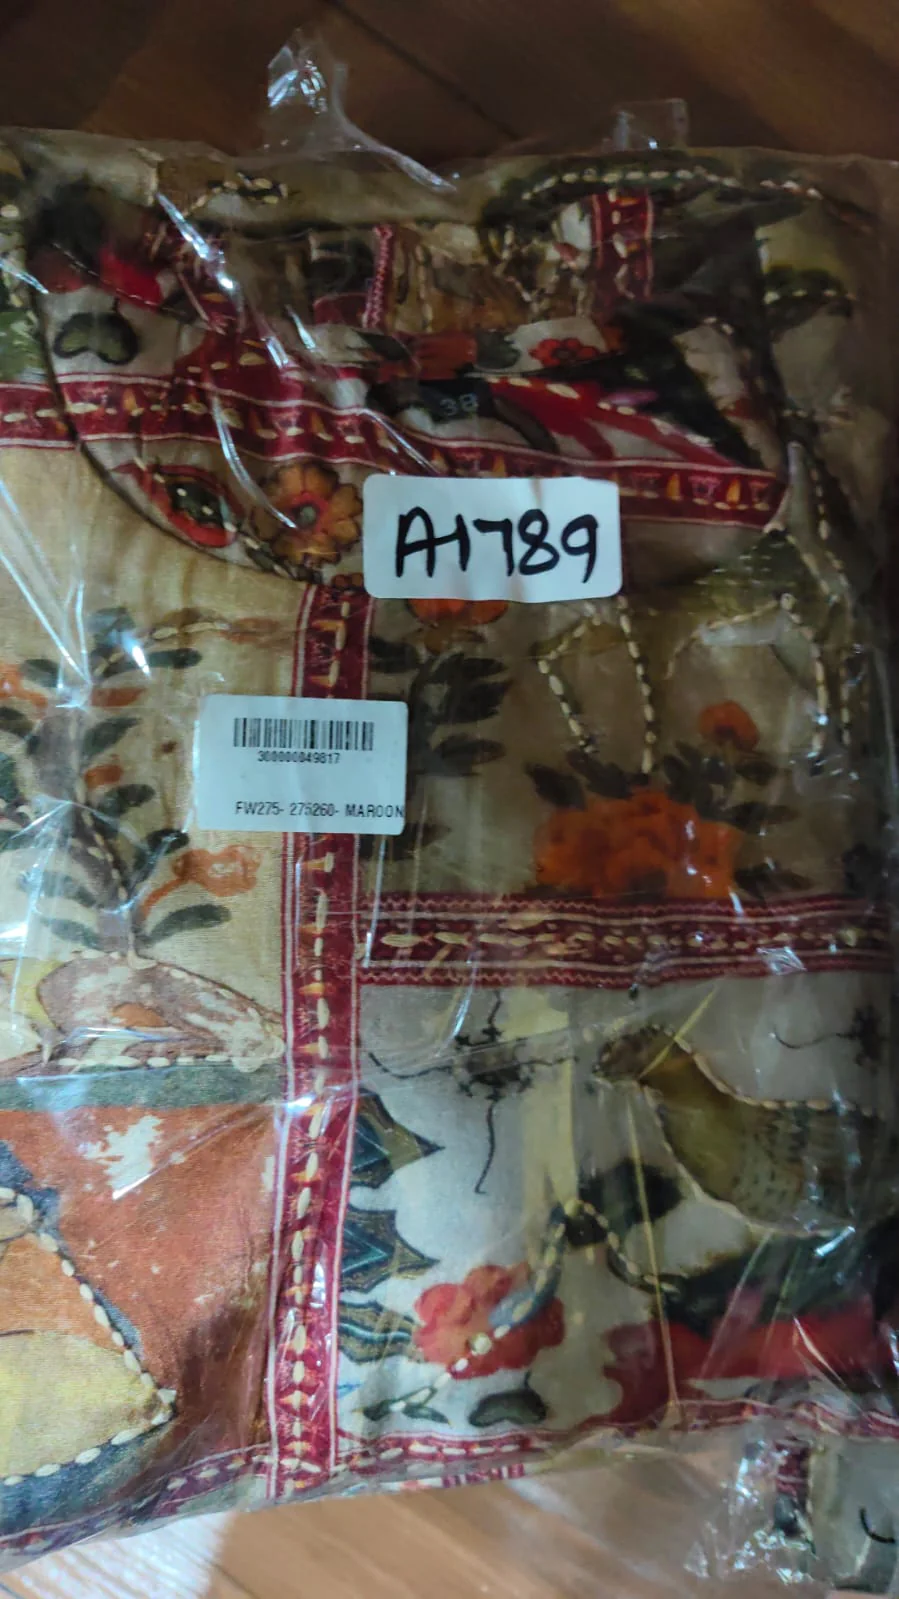 38
A1789
300000049817
FW275- 275260- MAROON